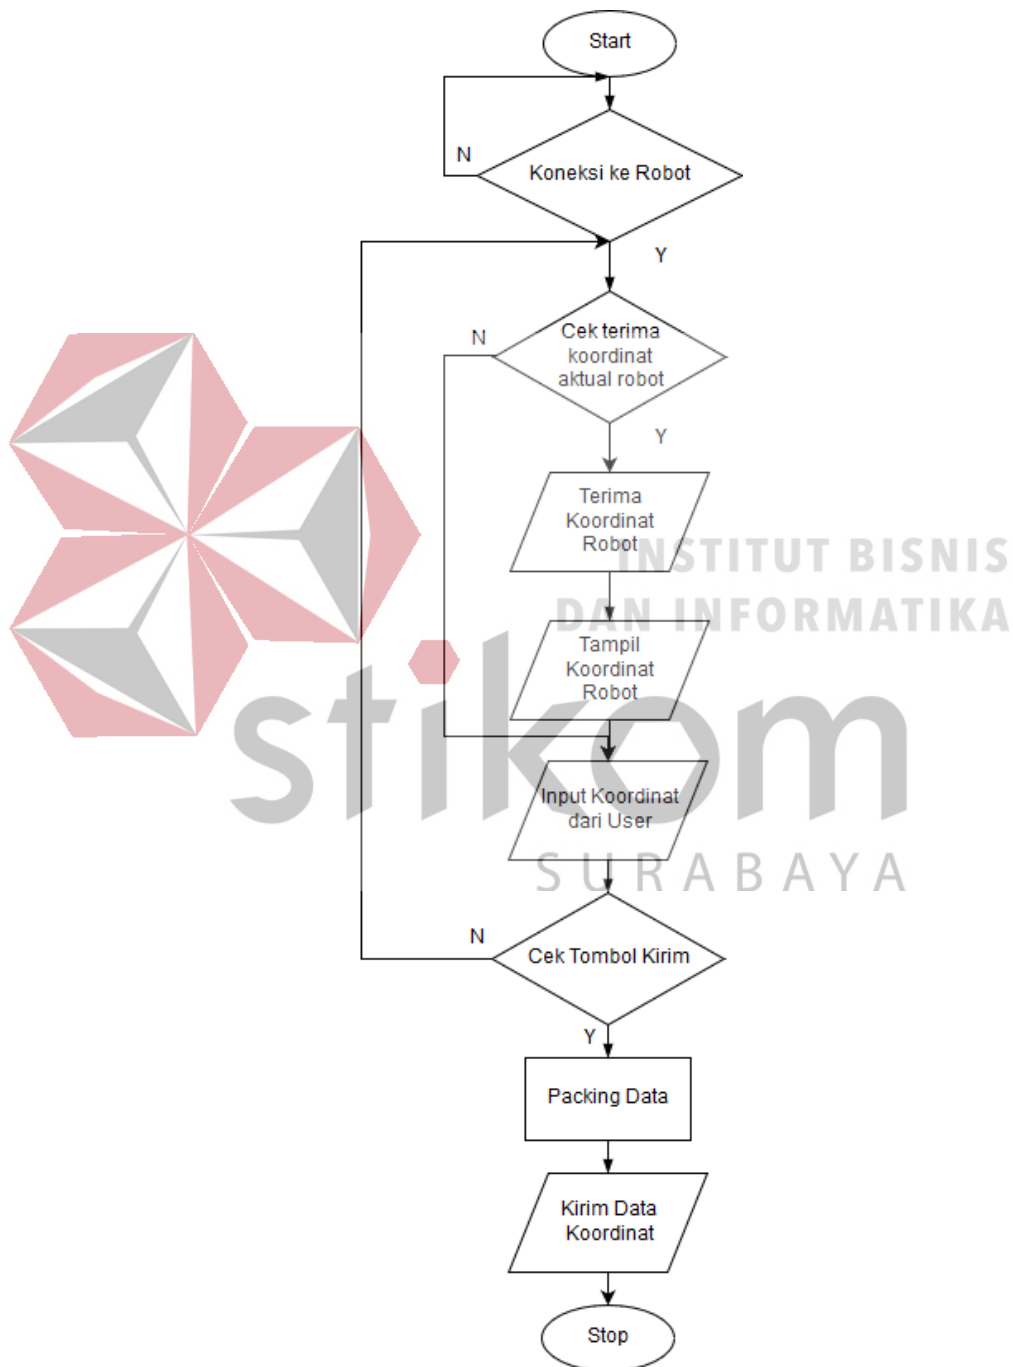 Start
N
Koneksi ke Robot
Y
N
Cek terima
koordinat
aktual robot
Y
Terima
Koordinat
Robot
INSTITUT BISNIS
DAN INFORMATIKA
Tampil
Koordinat
Robot
stikom
Input Koordinat
dari User
SURABAYA
N
Cek Tombol Kirim
Y
Packing Data
Kirim Data
Koordinat
Stop